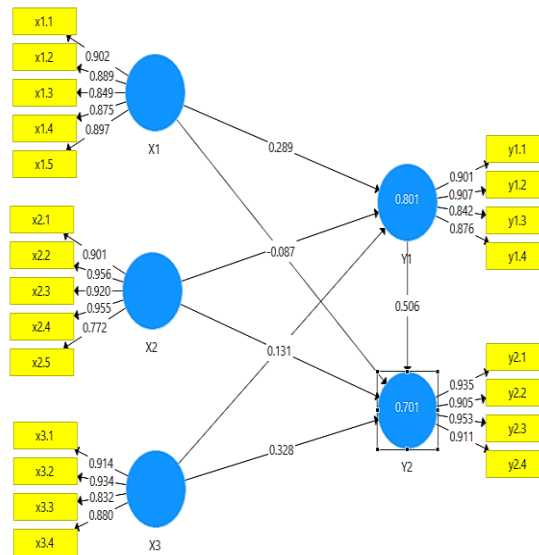 x1.1
x1.2
x1.3
x1.4
x1.5
0.902
0.889
0.849
0.875
0.897
X1
x2.1
x2.2
x2.3
x2.4
x2.5
0.901
0.956
0.920
0.955
0.772
X2
x3.1
x3.2
x3.3
x3.4
0.914
0.934
0.832
0.880
X3
0.289
-0.087
0.131
0.328
0.506
0.801
Y1
0.901
0.907
0.842
0.876
y1.1
y1.2
y1.3
y1.4
0.701
Y2
0.935
0.905
0.953
0.911
y2.1
y2.2
y2.3
y2.4